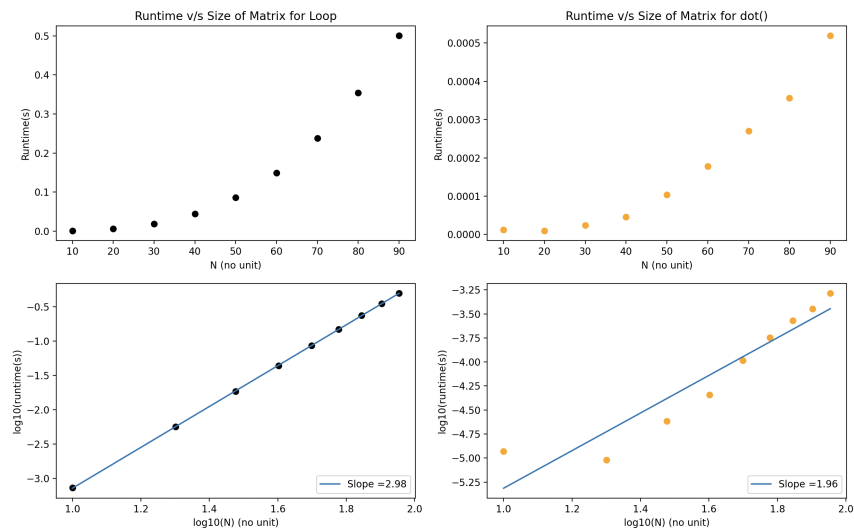 Runtime v/s Size of Matrix for Loop
0.5
0.4
0.3
0.2
0.1
0.0
Runtime(s)
10 20 30 40 50 60 70 80 90
N (no unit)
Runtime v/s Size of Matrix for dot()
0.0005
0.0004
0.0003
0.0002
0.0001
0.0000
Runtime(s)
10 20 30 40 50 60 70 80 90
N (no unit)
−0.5
−1.0
−1.5
−2.0
−2.5
−3.0
log10(runtime(s))
Slope =2.98
1.0 1.2 1.4 1.6 1.8 2.0
log10(N) (no unit)
−3.25
−3.50
−3.75
−4.00
−4.25
−4.50
−4.75
−5.00
−5.25
log10(runtime(s))
Slope =1.96
1.0 1.2 1.4 1.6 1.8 2.0
log10(N) (no unit)